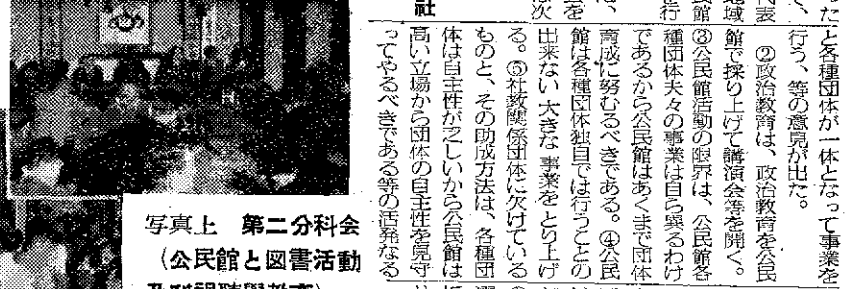 たと各種団体が一体となって事業を
行う、等の意見が出た。
②政治教育は、政治教育を公民
館で採り上げて講演会等を開く。
③公民館活動の限界は、公民館各
種団体夫々の事業は自ら異るわけ
であるから公民館はあくまで団体
育成に努むるべきである。④公民
館は各種団体独自では行うことの
出来ない大きな事業をとり上げ
る。⑤社教関係団体に欠けている
ものと、その助成方法は、各種団
体は自主性が乏しいから公民館は
高い立場から団体の自主性を見守
ってやるべきである等の活発なる
社
写真上 第二分科会
(公民館と図書活動
及び視聴覚教育)